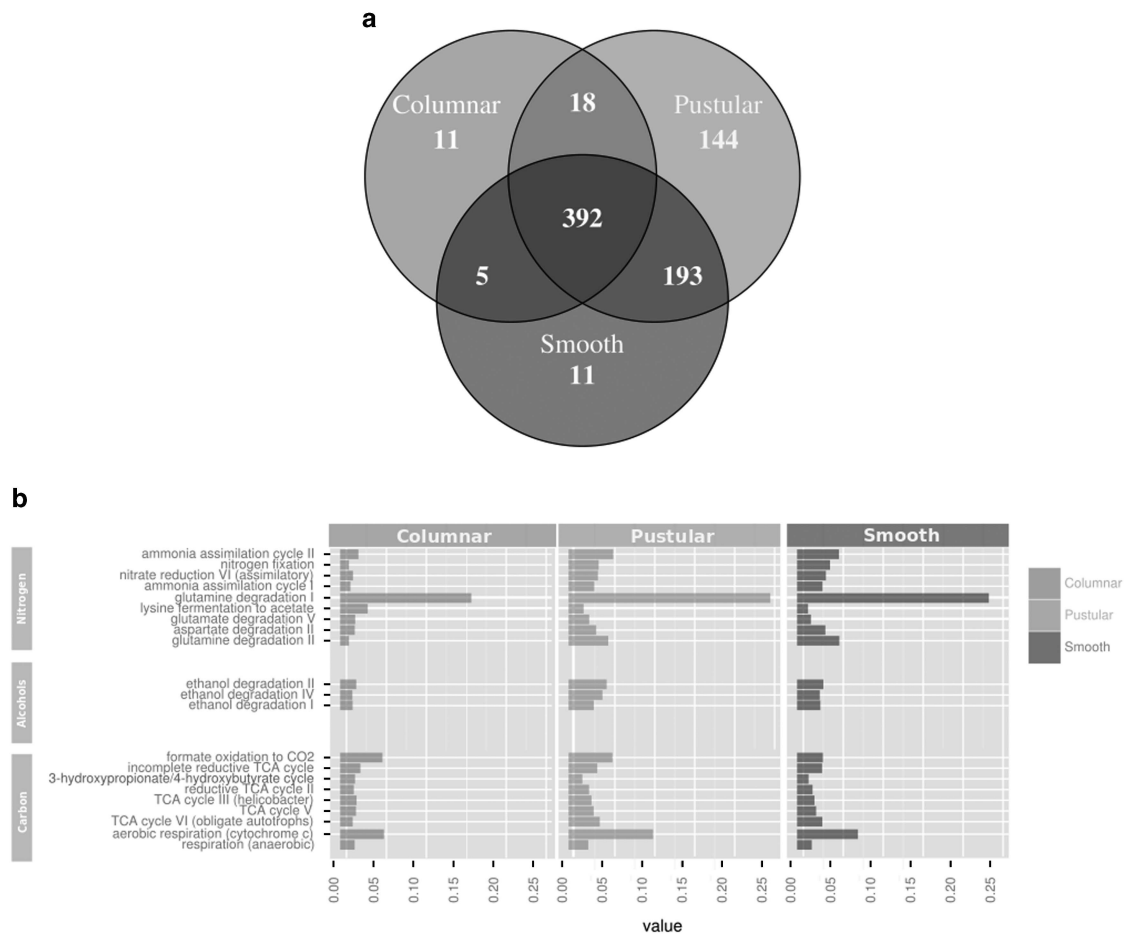 a
Columnar
11
18
Pustular
144
392
5
193
Smooth
11
b
Columnar
Pustular
Smooth
Nitrogen
ammonia assimilation cycle II
nitrogen fixation
nitrate reduction VI (assimilatory)
ammonia assimilation cycle I
glutamine degradation I
lysine fermentation to acetate
glutamate degradation V
aspartate degradation II
glutamine degradation II
Alcohols
ethanol degradation II
ethanol degradation IV
ethanol degradation I
Carbon
formate oxidation to CO2
incomplete reductive TCA cycle
3-hydroxypropionate/4-hydroxybutyrate cycle
reductive TCA cycle II
TCA cycle III (helicobacter)
TCA cycle V
TCA cycle VI (obligate autotrophs)
aerobic respiration (cytochrome c)
respiration (anaerobic)
Columnar
Pustular
Smooth
0.00 0.05 0.10 0.15 0.20 0.25 0.00 0.05 0.10 0.15 0.20 0.25 0.00 0.05 0.10 0.15 0.20 0.25
value